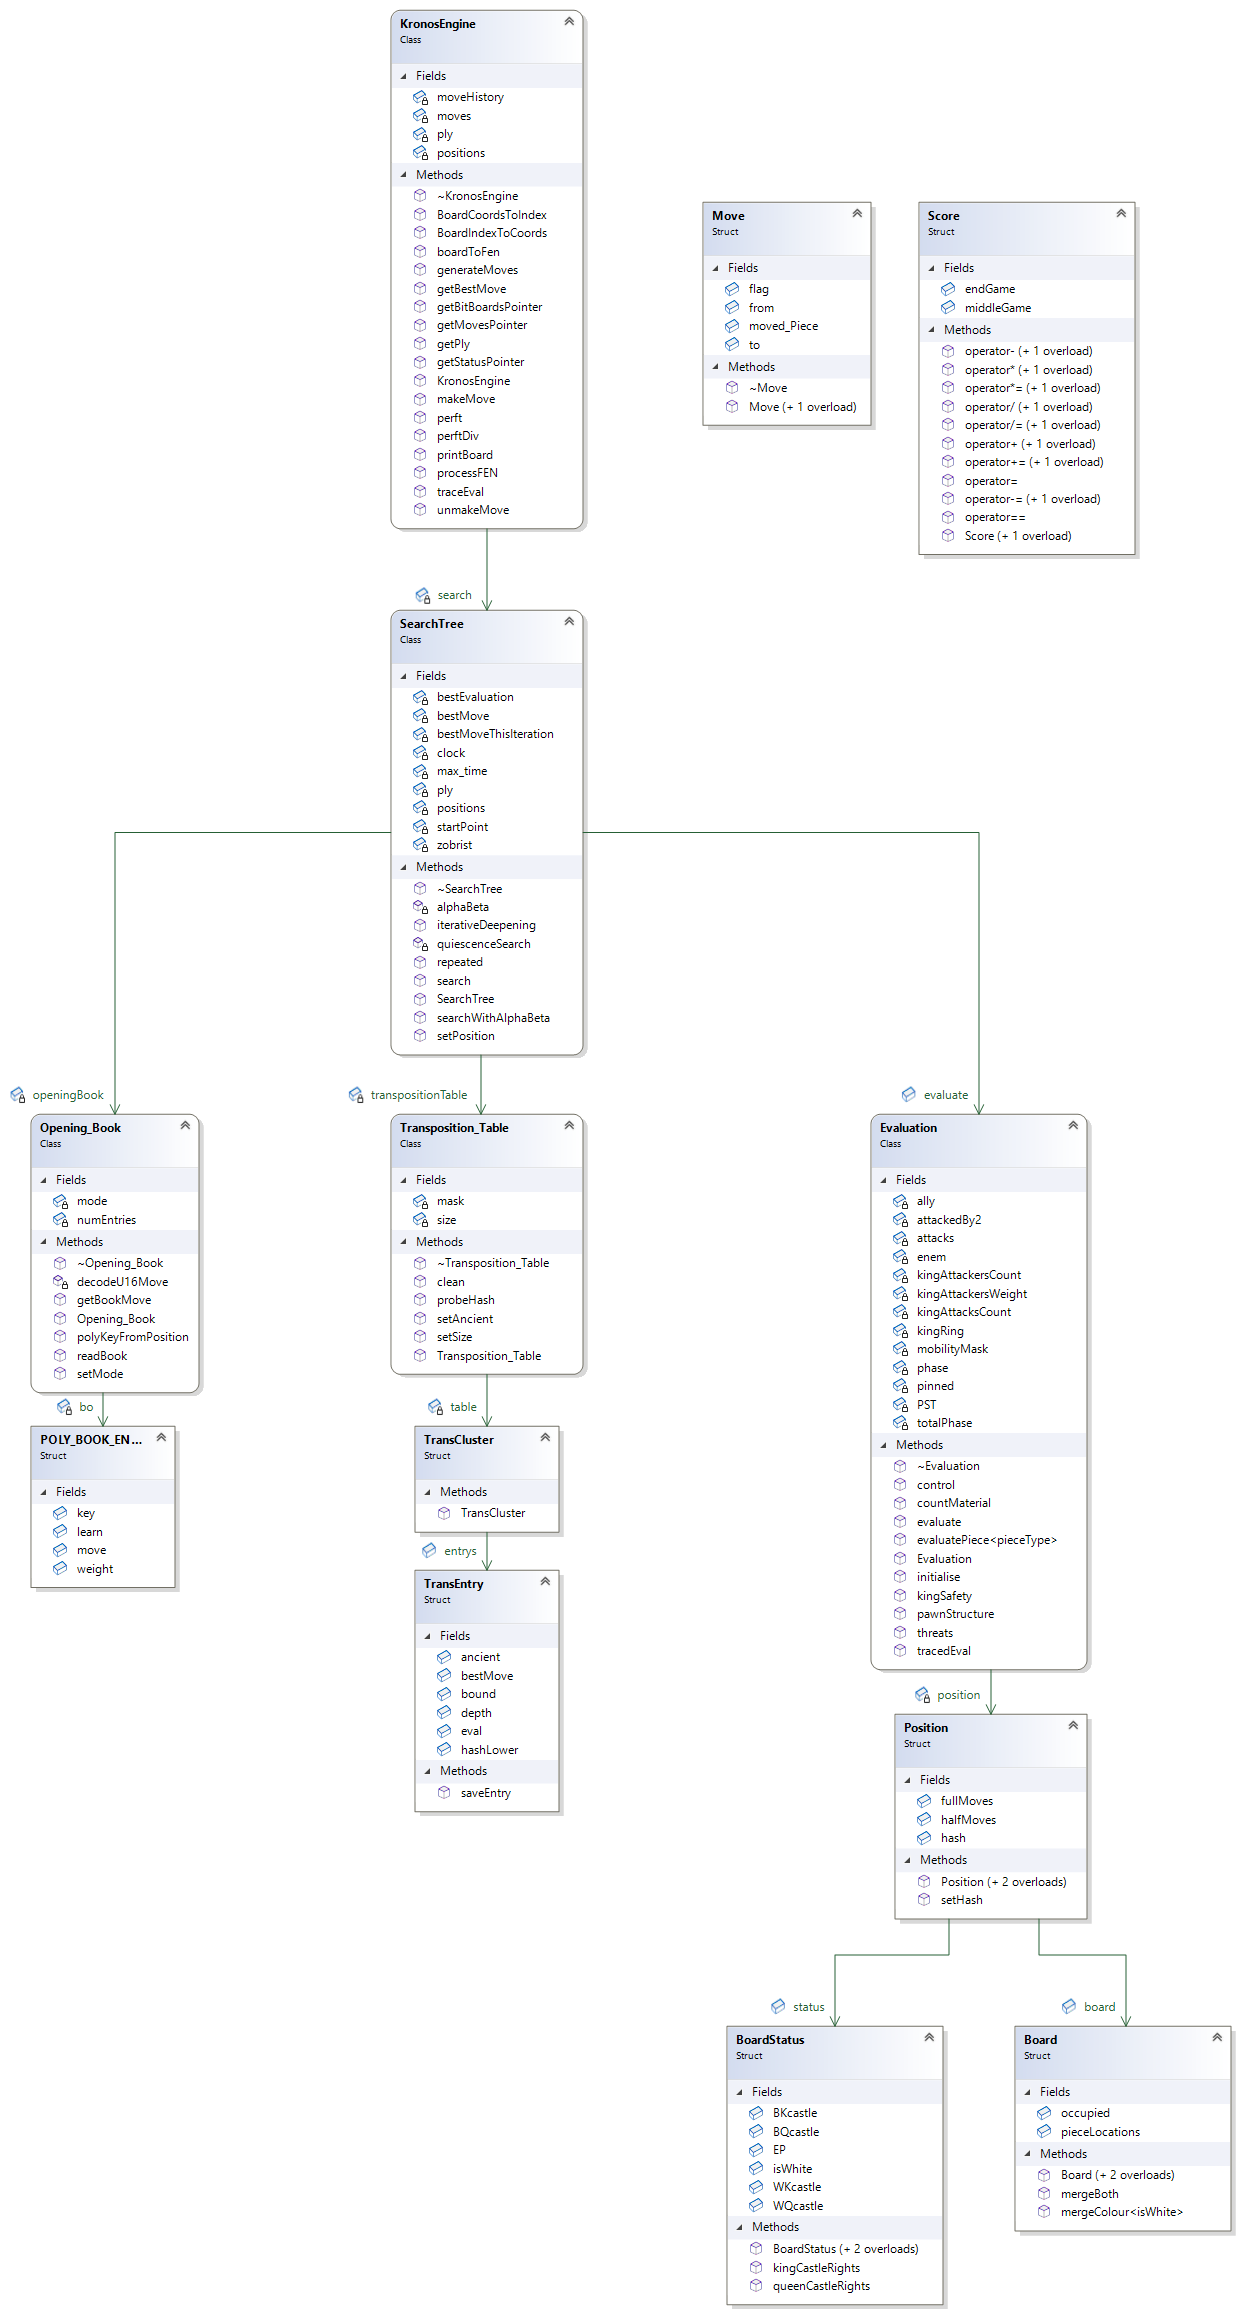 KronosEngine
Class
Fields
moveHistory
moves
ply
positions
Methods
~KronosEngine
BoardCoordsToIndex
BoardIndexToCoords
boardToFen
generateMoves
getBestMove
getBitBoardsPointer
getMovesPointer
getPly
getStatusPointer
KronosEngine
makeMove
perft
perftDiv
printBoard
processFEN
traceEval
unmakeMove
Move
Struct
Fields
flag
from
moved_Piece
to
Methods
~Move
Move (+ 1 overload)
Score
Struct
Fields
endGame
middleGame
Methods
operator- (+ 1 overload)
operator* (+ 1 overload)
operator*= (+ 1 overload)
operator/ (+ 1 overload)
operator/= (+ 1 overload)
operator+ (+ 1 overload)
operator+= (+ 1 overload)
operator=
operator-= (+ 1 overload)
operator==
Score (+ 1 overload)
search
SearchTree
Class
Fields
bestEvaluation
bestMove
bestMoveThisIteration
clock
max_time
ply
positions
startPoint
zobrist
Methods
~SearchTree
alphaBeta
iterativeDeepening
quiescenceSearch
repeated
search
SearchTree
searchWithAlphaBeta
setPosition
openingBook
Opening_Book
Class
Fields
mode
numEntries
Methods
~Opening_Book
decodeU16Move
getBookMove
Opening_Book
polyKeyFromPosition
readBook
setMode
bo
POLY_BOOK_EN...
Struct
Fields
key
learn
move
weight
transpositionTable
Transposition_Table
Class
Fields
mask
size
Methods
~Transposition_Table
clean
probeHash
setAncient
setSize
Transposition_Table
table
TransCluster
Struct
Methods
TransCluster
entrys
TransEntry
Struct
Fields
ancient
bestMove
bound
depth
eval
hashLower
Methods
saveEntry
evaluate
Evaluation
Class
Fields
ally
attackedBy2
attacks
enem
kingAttackersCount
kingAttackersWeight
kingAttacksCount
kingRing
mobilityMask
phase
pinned
PST
totalPhase
Methods
~Evaluation
control
countMaterial
evaluate
evaluatePiece<pieceType>
Evaluation
initialise
kingSafety
pawnStructure
threats
tracedEval
position
Position
Struct
Fields
fullMoves
halfMoves
hash
Methods
Position (+ 2 overloads)
setHash
status
BoardStatus
Struct
Fields
BKcastle
BQcastle
EP
isWhite
WKcastle
WQcastle
Methods
BoardStatus (+ 2 overloads)
kingCastleRights
queenCastleRights
board
Board
Struct
Fields
occupied
pieceLocations
Methods
Board (+ 2 overloads)
mergeBoth
mergeColour<isWhite>